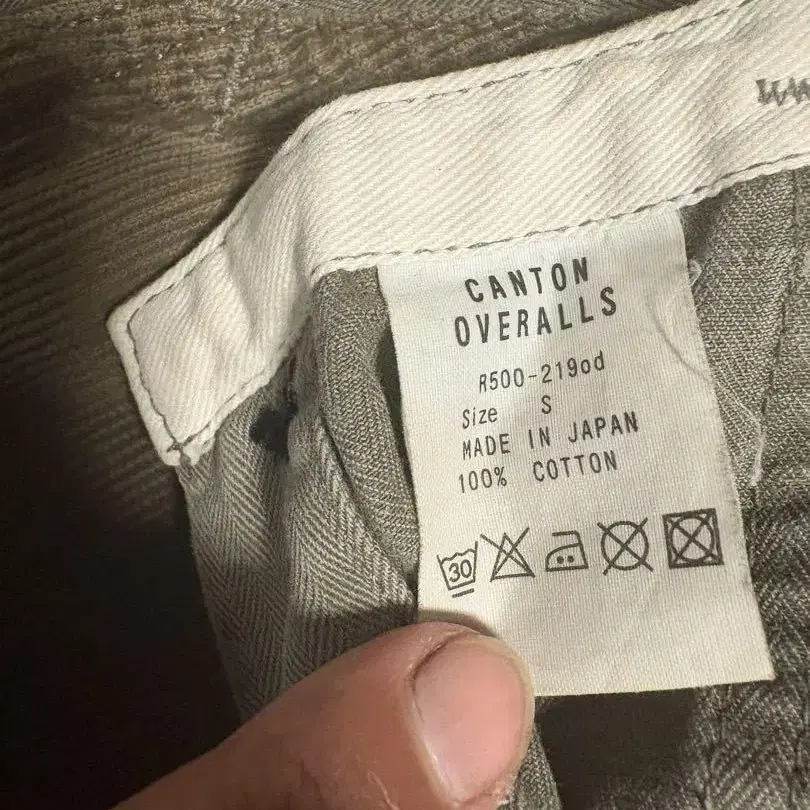 CANTON
OVERALLS
R500-219od
Size S
MADE IN JAPAN
100% COTTON
30